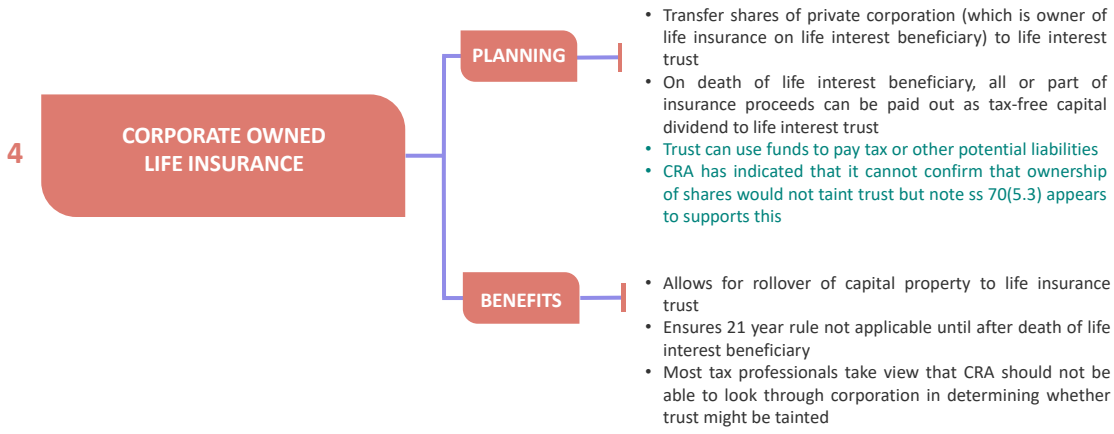 4
CORPORATE OWNED
LIFE INSURANCE
PLANNING
• Transfer shares of private corporation (which is owner of
life insurance on life interest beneficiary) to life interest
trust
• On death of life interest beneficiary, all or part of
insurance proceeds can be paid out as tax-free capital
dividend to life interest trust
• Trust can use funds to pay tax or other potential liabilities
• CRA has indicated that it cannot confirm that ownership
of shares would not taint trust but note ss 70(5.3) appears
to supports this
BENEFITS
• Allows for rollover of capital property to life insurance
trust
• Ensures 21 year rule not applicable until after death of life
interest beneficiary
• Most tax professionals take view that CRA should not be
able to look through corporation in determining whether
trust might be tainted